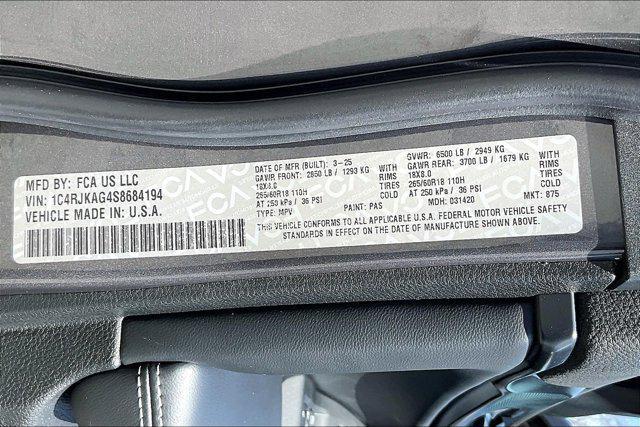 MFD BY: FCA US LLC
VIN: 1C4RJKAG4S8684194
VEHICLE MADE IN: U.S.A.
DATE OF MFR (BUILT): 3-25
GAWR FRONT: 2850 LB / 1293 KG WITH
18X8.0 RIMS
265/60R18 110H TIRES
AT 250 kPa / 36 PSI COLD
TYPE: MPV PAINT: PAS
GVWR: 6500 LB / 2949 KG
GAWR REAR: 3700 LB / 1679 KG WITH
18X8.0 RIMS
265/60R18 110H TIRES
AT 250 kPa / 36 PSI COLD
MDH: 031420 MKT: 875
THIS VEHICLE CONFORMS TO ALL APPLICABLE U.S.A. FEDERAL MOTOR VEHICLE SAFETY
STANDARDS IN EFFECT ON THE DATE OF MANUFACTURE SHOWN ABOVE.